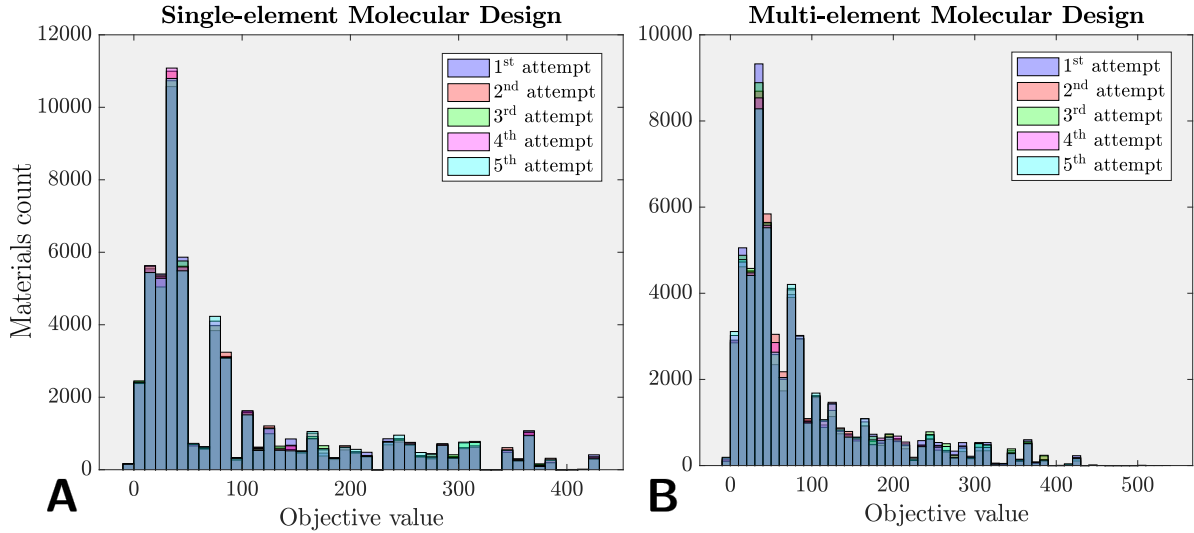 Single-element Molecular Design
12000
10000
8000
6000
4000
2000
0
Materials count
1st attempt
2nd attempt
3rd attempt
4th attempt
5th attempt
0
100
200
300
400
Objective value
A
Multi-element Molecular Design
10000
8000
6000
4000
2000
0
1st attempt
2nd attempt
3rd attempt
4th attempt
5th attempt
0
100
200
300
400
500
Objective value
B